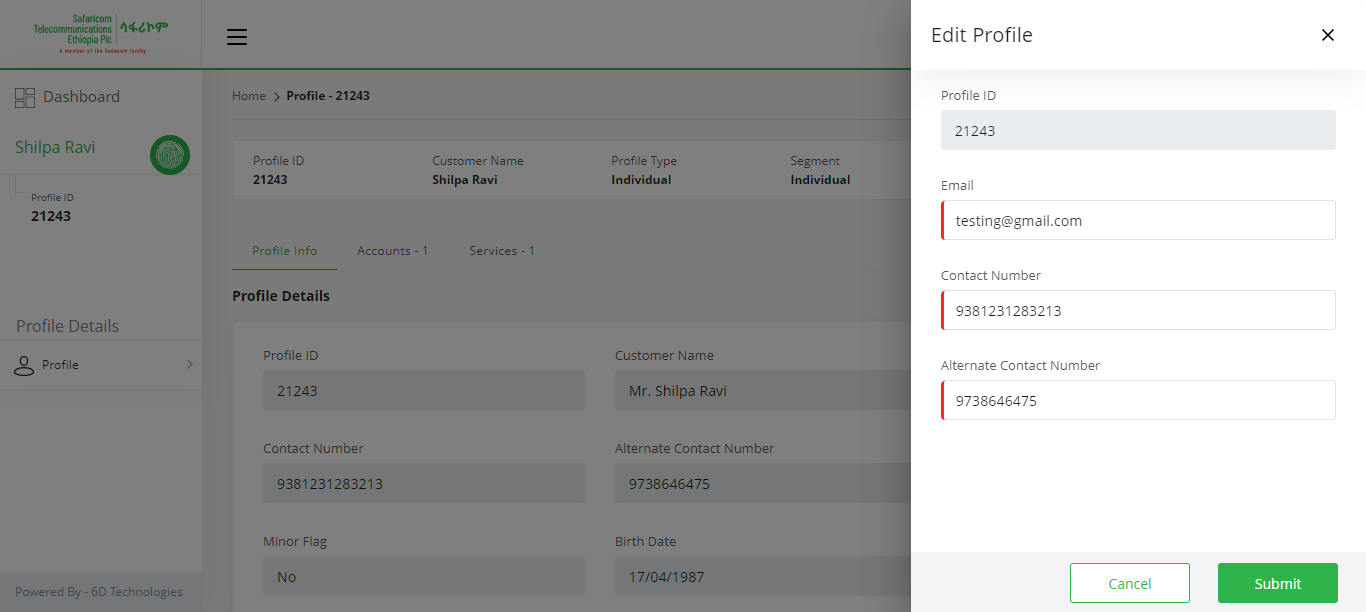 Safaricom
Telecommunications
Ethiopia Plc
ሳፋሪኮም
A member of the Vodacom family
Edit Profile
Dashboard
Home
Profile - 21243
Shilpa Ravi
Profile ID
21243
Profile ID
21243
Customer Name
Shilpa Ravi
Profile Type
Individual
Segment
Individual
Profile Info
Accounts - 1
Services - 1
Profile Details
Profile Details
Profile
Profile ID
21243
Customer Name
Mr. Shilpa Ravi
Contact Number
9381231283213
Alternate Contact Number
9738646475
Minor Flag
No
Birth Date
17/04/1987
Powered By - 6D Technologies
Profile ID
21243
Email
testing@gmail.com
Contact Number
9381231283213
Alternate Contact Number
9738646475
Cancel
Submit